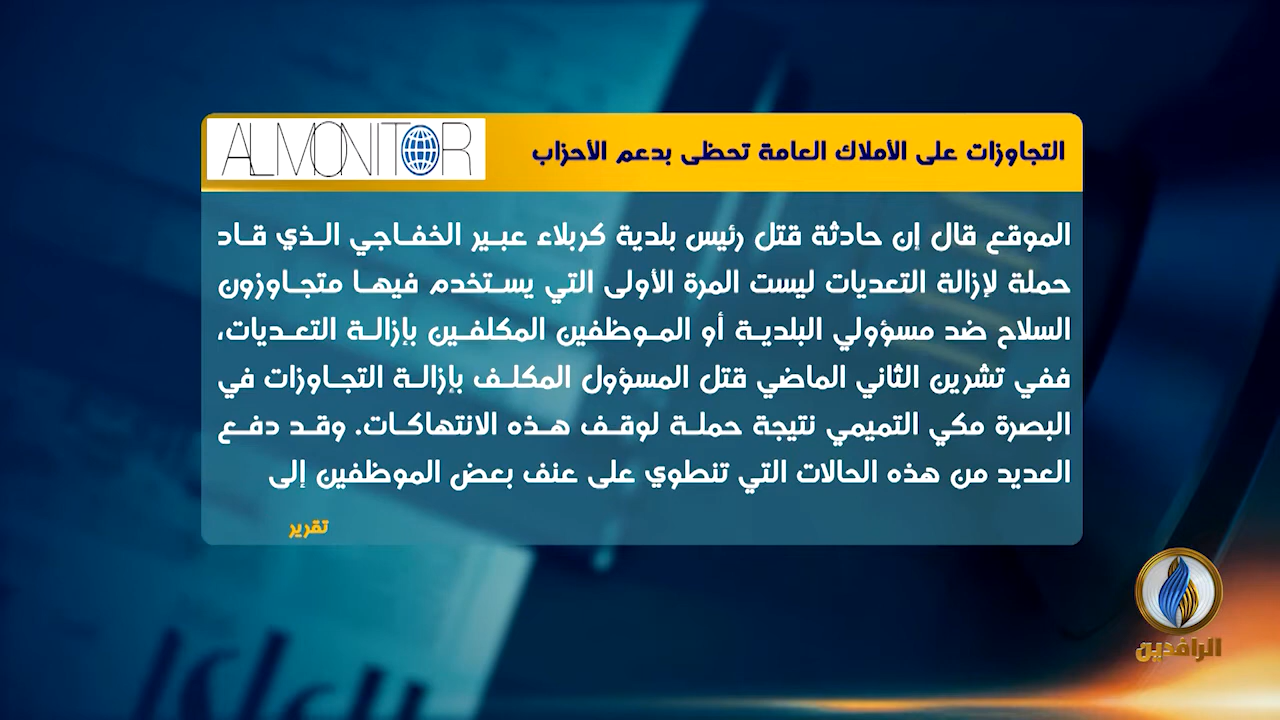 ALMONITOR
التجاوزات على الأملاك العامة تحظى بدعم الأحزاب
الموقع قال إن حادثة قتل رئيس بلدية كربلاء عبير الخفاجي الذي قاد
حملة لإزالة التعديات ليست المرة الأولى التي يستخدم فيها متجاوزون
السلاح ضد مسؤولي البلدية أو الموظفين المكلفين بإزالة التعديات،
ففي تشرين الثاني الماضي قتل المسؤول المكلف بإزالة التجاوزات في
البصرة مكي التميمي نتيجة حملة لوقف هذه الانتهاكات. وقد دفع
العديد من هذه الحالات التي تنطوي على عنف بعض الموظفين إلى
تقرير
الرافدين